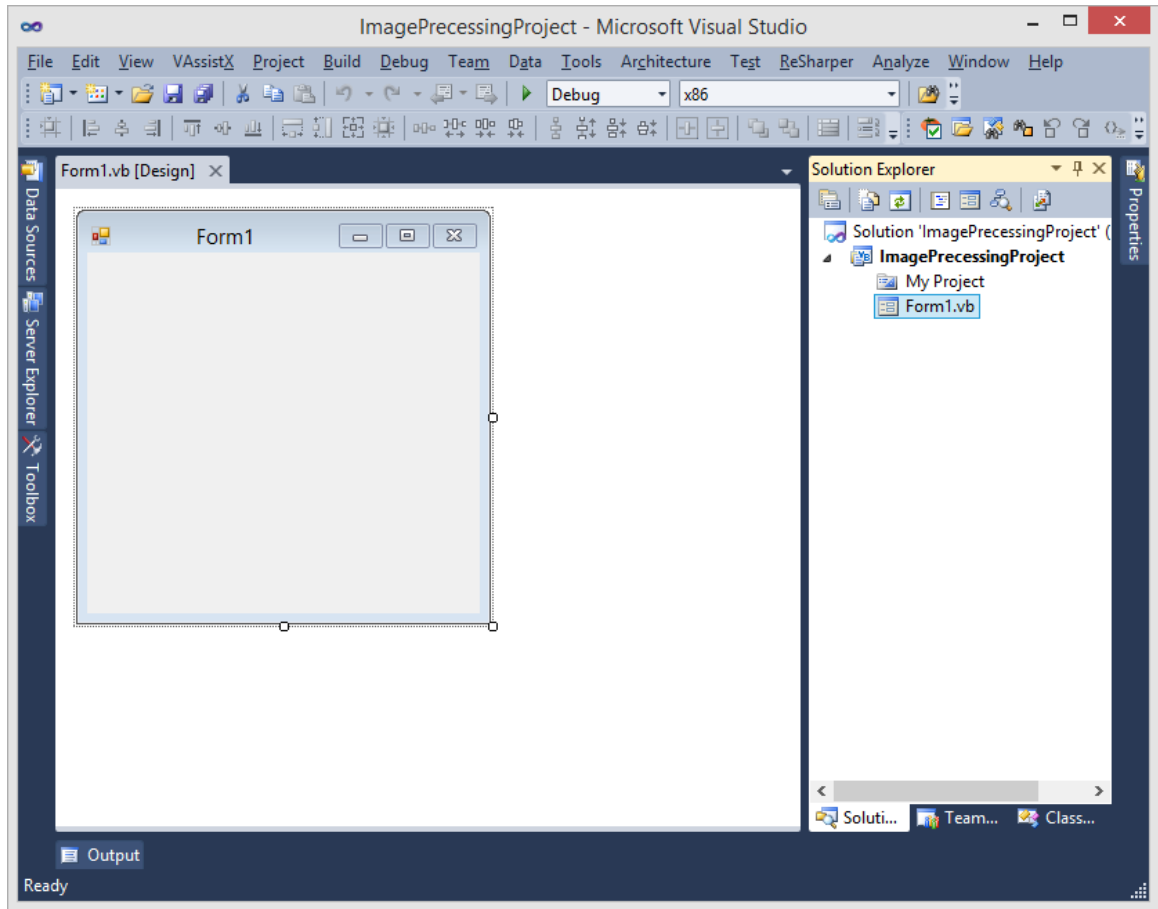 ImagePrecessingProject - Microsoft Visual Studio
File Edit View VAssistX Project Build Debug Team Data Tools Architecture Test ReSharper Analyze Window Help
Debug x86
Form1.vb [Design]
Solution Explorer
Form1
Solution 'ImagePrecessingProject' (
ImagePrecessingProject
My Project
Form1.vb
Data Sources
Server Explorer
Toolbox
Properties
Soluti... Team... Class...
Output
Ready